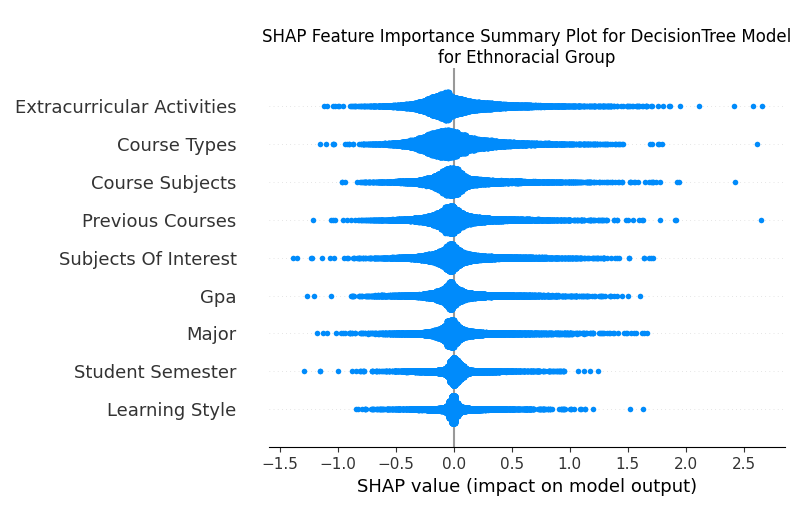 SHAP Feature Importance Summary Plot for DecisionTree Model
for Ethnoracial Group
Extracurricular Activities
Course Types
Course Subjects
Previous Courses
Subjects Of Interest
Gpa
Major
Student Semester
Learning Style
−1.5 −1.0 −0.5 0.0 0.5 1.0 1.5 2.0 2.5
SHAP value (impact on model output)